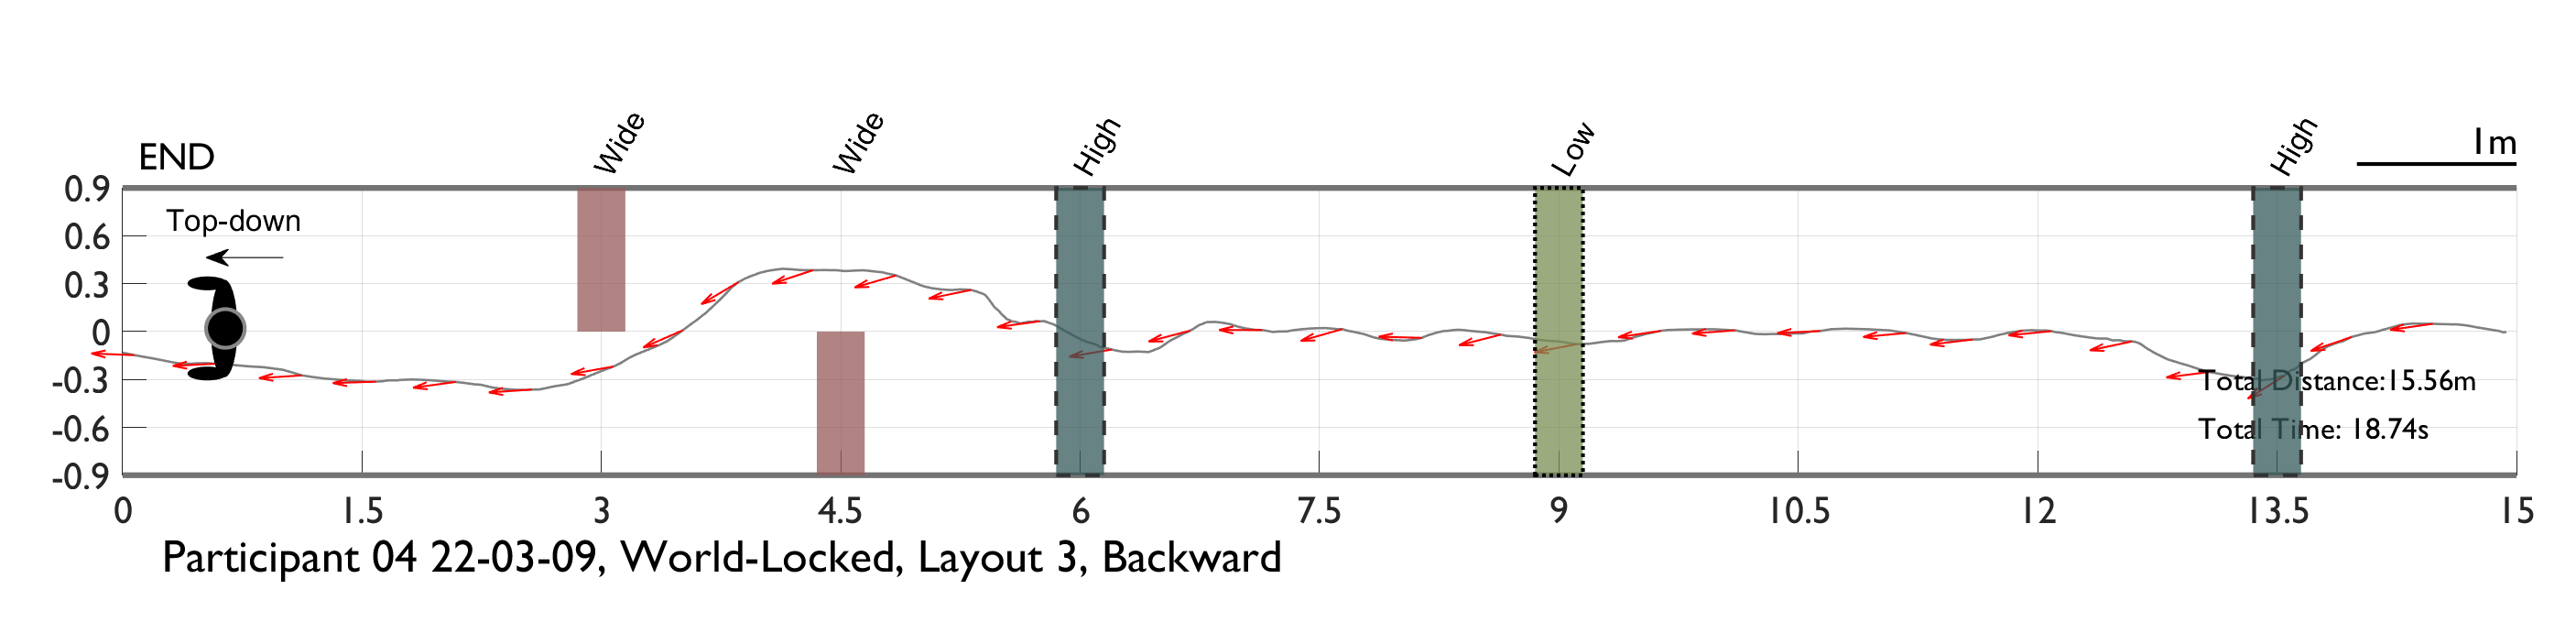 Wide
Wide
High
Low
High
END
1m
Top-down
0.9
0.6
0.3
0
-0.3
-0.6
-0.9
Total Distance:15.56m
Total Time: 18.74s
0 1.5 3 4.5 6 7.5 9 10.5 12 13.5 15
Participant 04 22-03-09, World-Locked, Layout 3, Backward